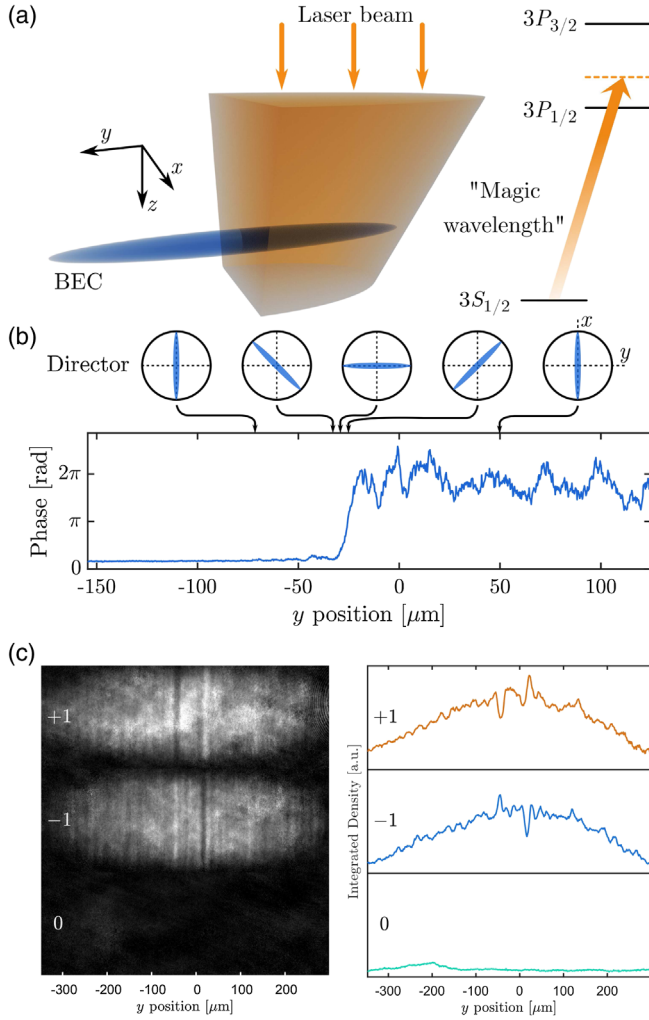 (a)
Laser beam
3P3/2
3P1/2
y
x
z
"Magic
wavelength"
BEC
3S1/2
(b)
Director
x
y
Phase [rad]
2π
π
0
-150
-100
-50
0
50
100
y position [μm]
(c)
+1
−1
0
-300
-200
-100
0
100
200
y position [μm]
Integrated Density [a.u.]
+1
−1
0
-300
-200
-100
0
100
200
y position [μm]